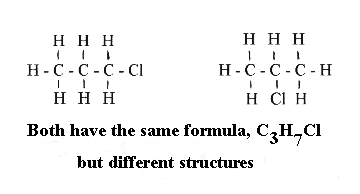 H H H H H H
H - C - C - C - Cl H - C - C - C - H
H H H H Cl H
Both have the same formula, C₃H₇Cl
but different structures